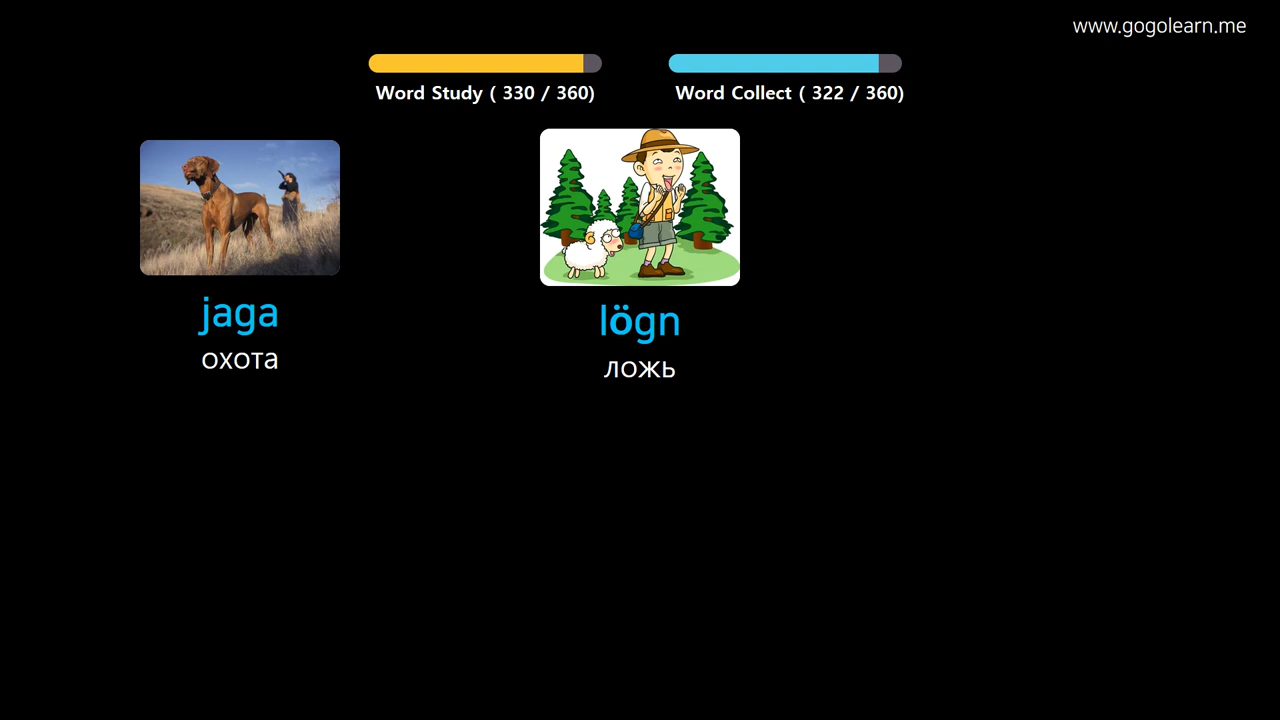 www.gogolearn.me
Word Study ( 330 / 360)
Word Collect ( 322 / 360)
jaga
охота
lögn
ложь